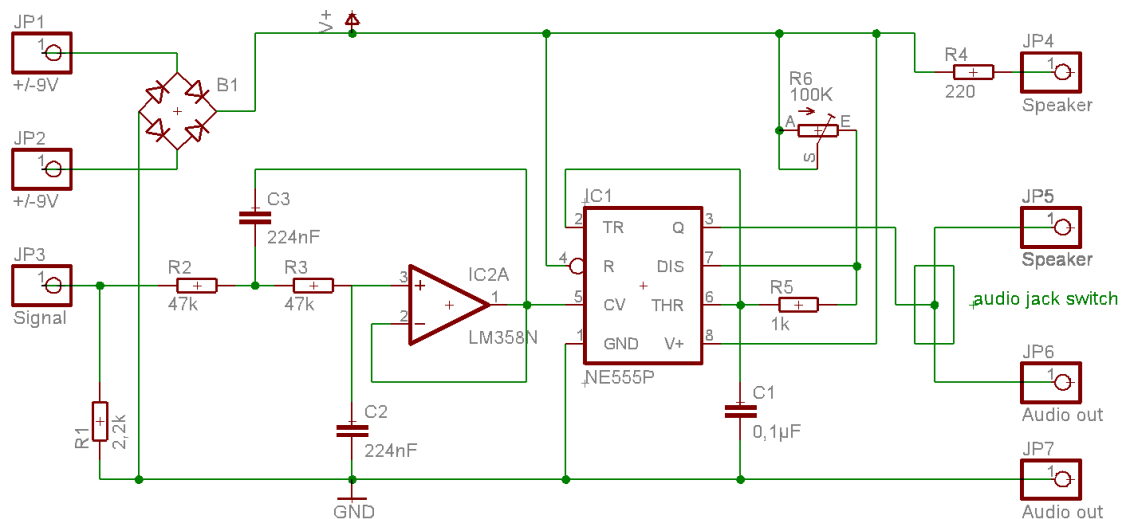 JP1
1
+/-9V
B1
V+
JP2
1
+/-9V
JP3
1
Signal
R1
2,2k
R2
47k
C3
224nF
R3
47k
C2
224nF
GND
3
2
1
IC2A
LM358N
IC1
2 TR Q 3
4 R DIS 7
5 CV THR 6
1 GND V+ 8
NE555P
R6
100K
A E
S
R5
1k
C1
0,1µF
R4
220
JP4
1
Speaker
JP5
1
Speaker
audio jack switch
JP6
1
Audio out
JP7
1
Audio out